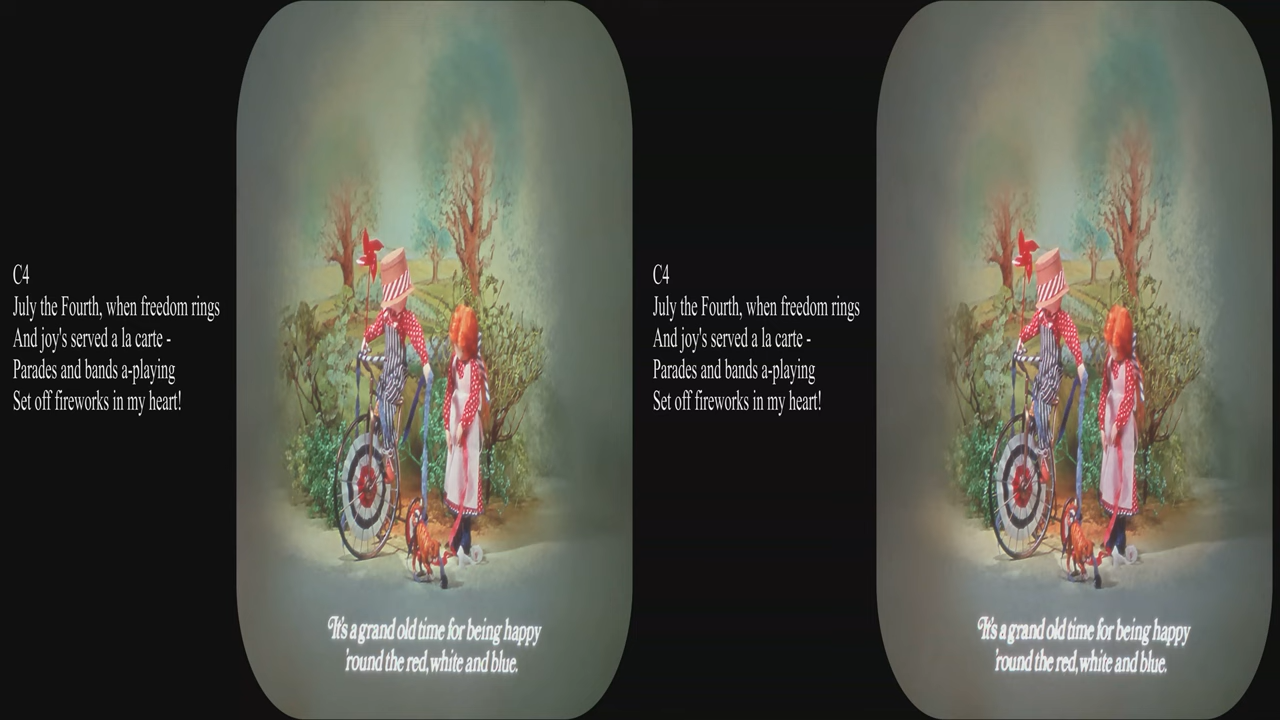 C4
July the Fourth, when freedom rings
And joy's served a la carte -
Parades and bands a-playing
Set off fireworks in my heart!
It's a grand old time for being happy
'round the red, white and blue.
C4
July the Fourth, when freedom rings
And joy's served a la carte -
Parades and bands a-playing
Set off fireworks in my heart!
It's a grand old time for being happy
'round the red, white and blue.